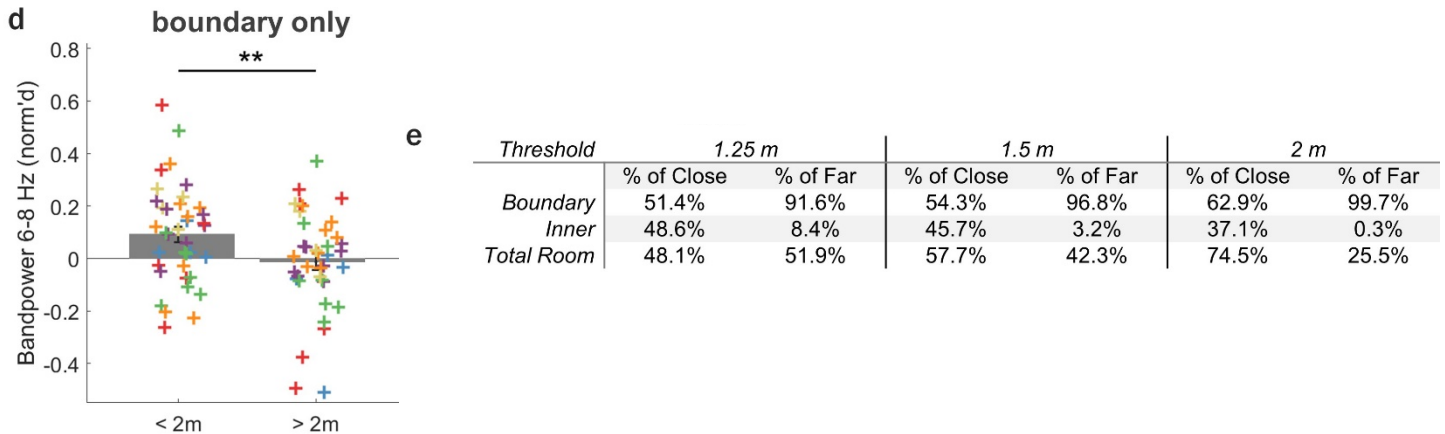 d
boundary only
**
Bandpower 6-8 Hz (norm'd)
0.8
0.6
0.4
0.2
0
-0.2
-0.4
< 2m > 2m
e
Threshold 1.25 m 1.5 m 2 m
% of Close % of Far % of Close % of Far % of Close % of Far
Boundary 51.4% 91.6% 54.3% 96.8% 62.9% 99.7%
Inner 48.6% 8.4% 45.7% 3.2% 37.1% 0.3%
Total Room 48.1% 51.9% 57.7% 42.3% 74.5% 25.5%